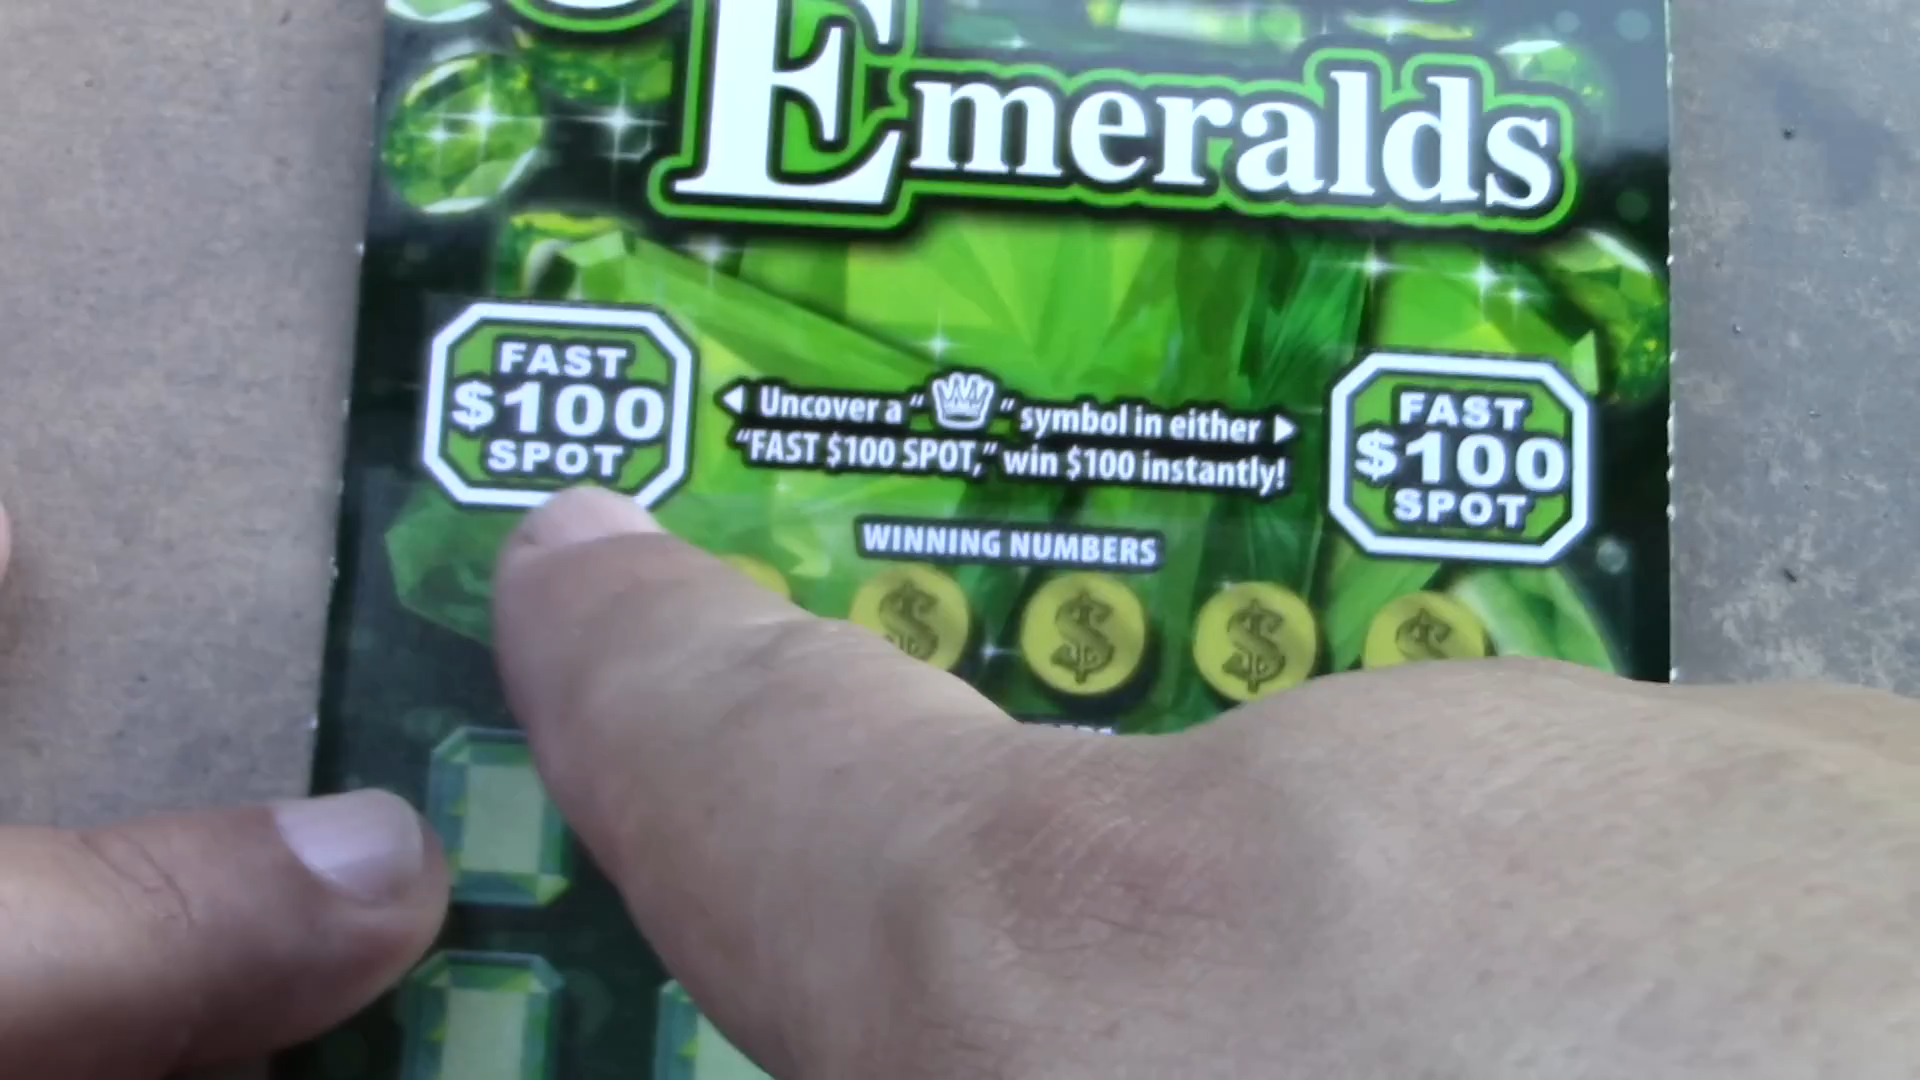 Emeralds
FAST
$100
SPOT
Uncover a " " symbol in either
"FAST $100 SPOT," win $100 instantly!
FAST
$100
SPOT
WINNING NUMBERS
$ $ $ $